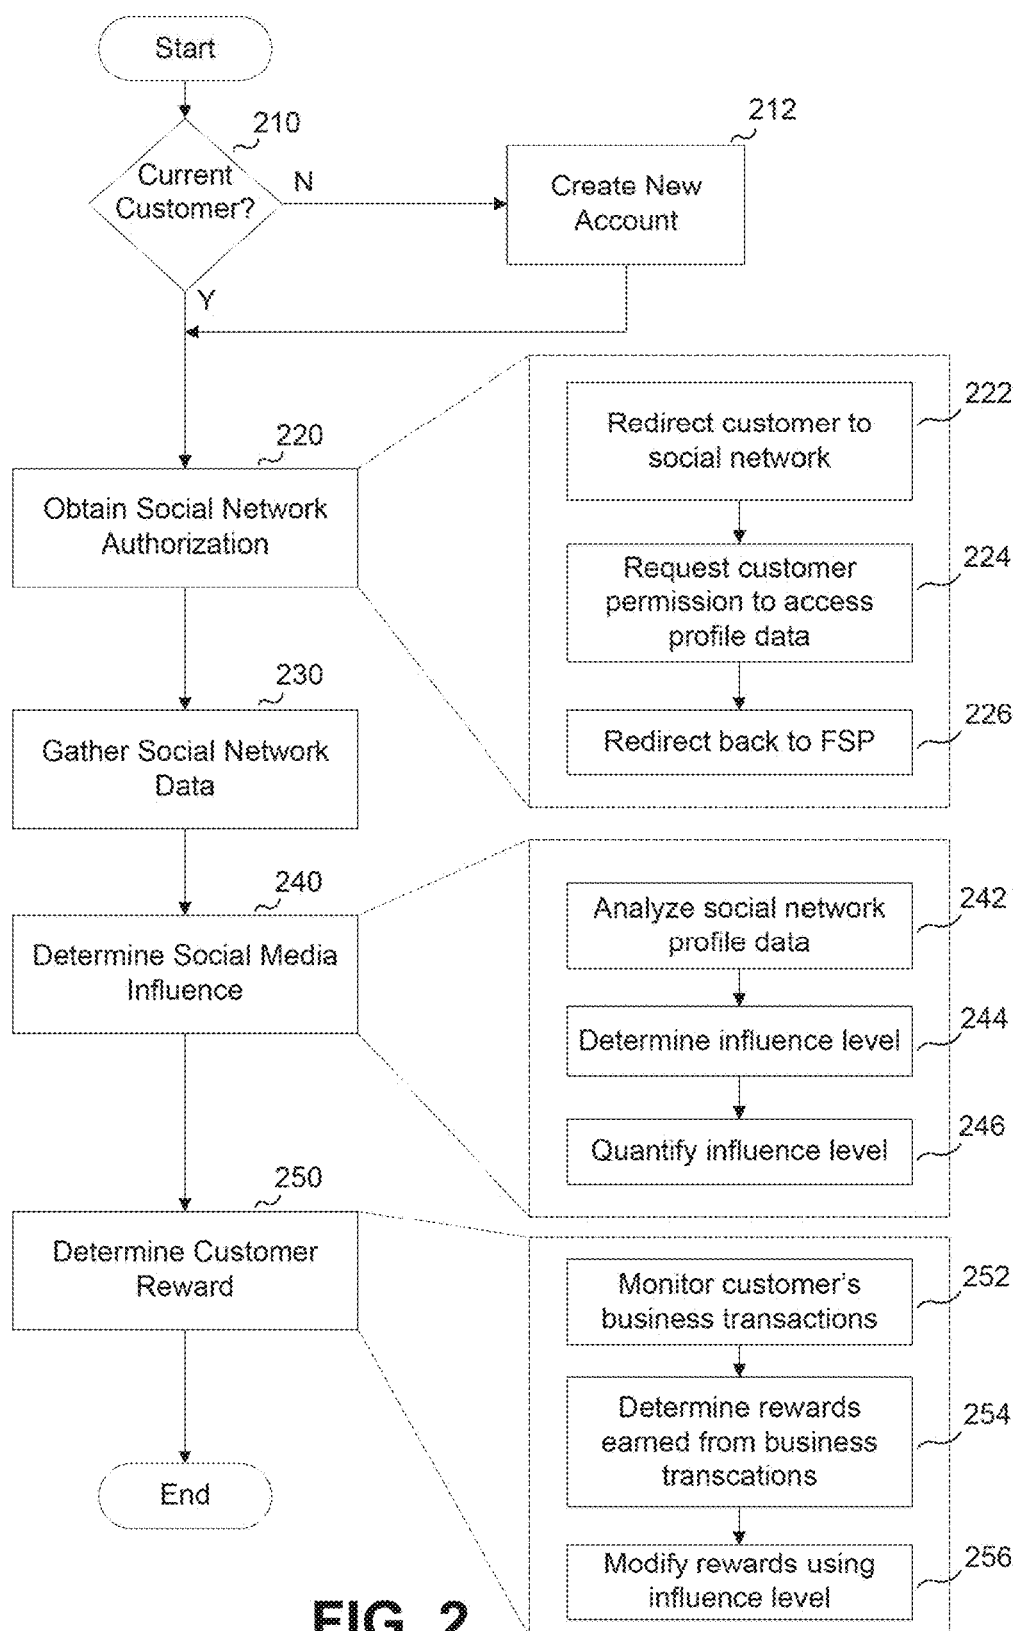 Start
210
Current
Customer?
N
212
Create New
Account
Y
220
Obtain Social Network
Authorization
222
Redirect customer to
social network
224
Request customer
permission to access
profile data
226
Redirect back to FSP
230
Gather Social Network
Data
240
Determine Social Media
Influence
242
Analyze social network
profile data
244
Determine influence level
246
Quantify influence level
250
Determine Customer
Reward
252
Monitor customer's
business transactions
254
Determine rewards
earned from business
transcations
256
Modify rewards using
influence level
End
FIG. 2